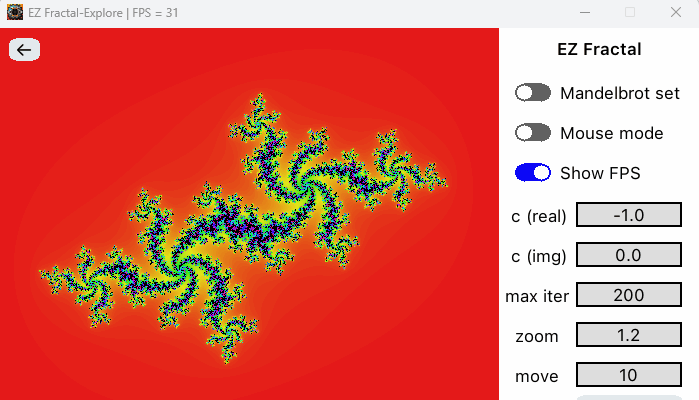 EZ Fractal-Explore | FPS = 31
EZ Fractal
Mandelbrot set
Mouse mode
Show FPS
c (real) -1.0
c (img) 0.0
max iter 200
zoom 1.2
move 10